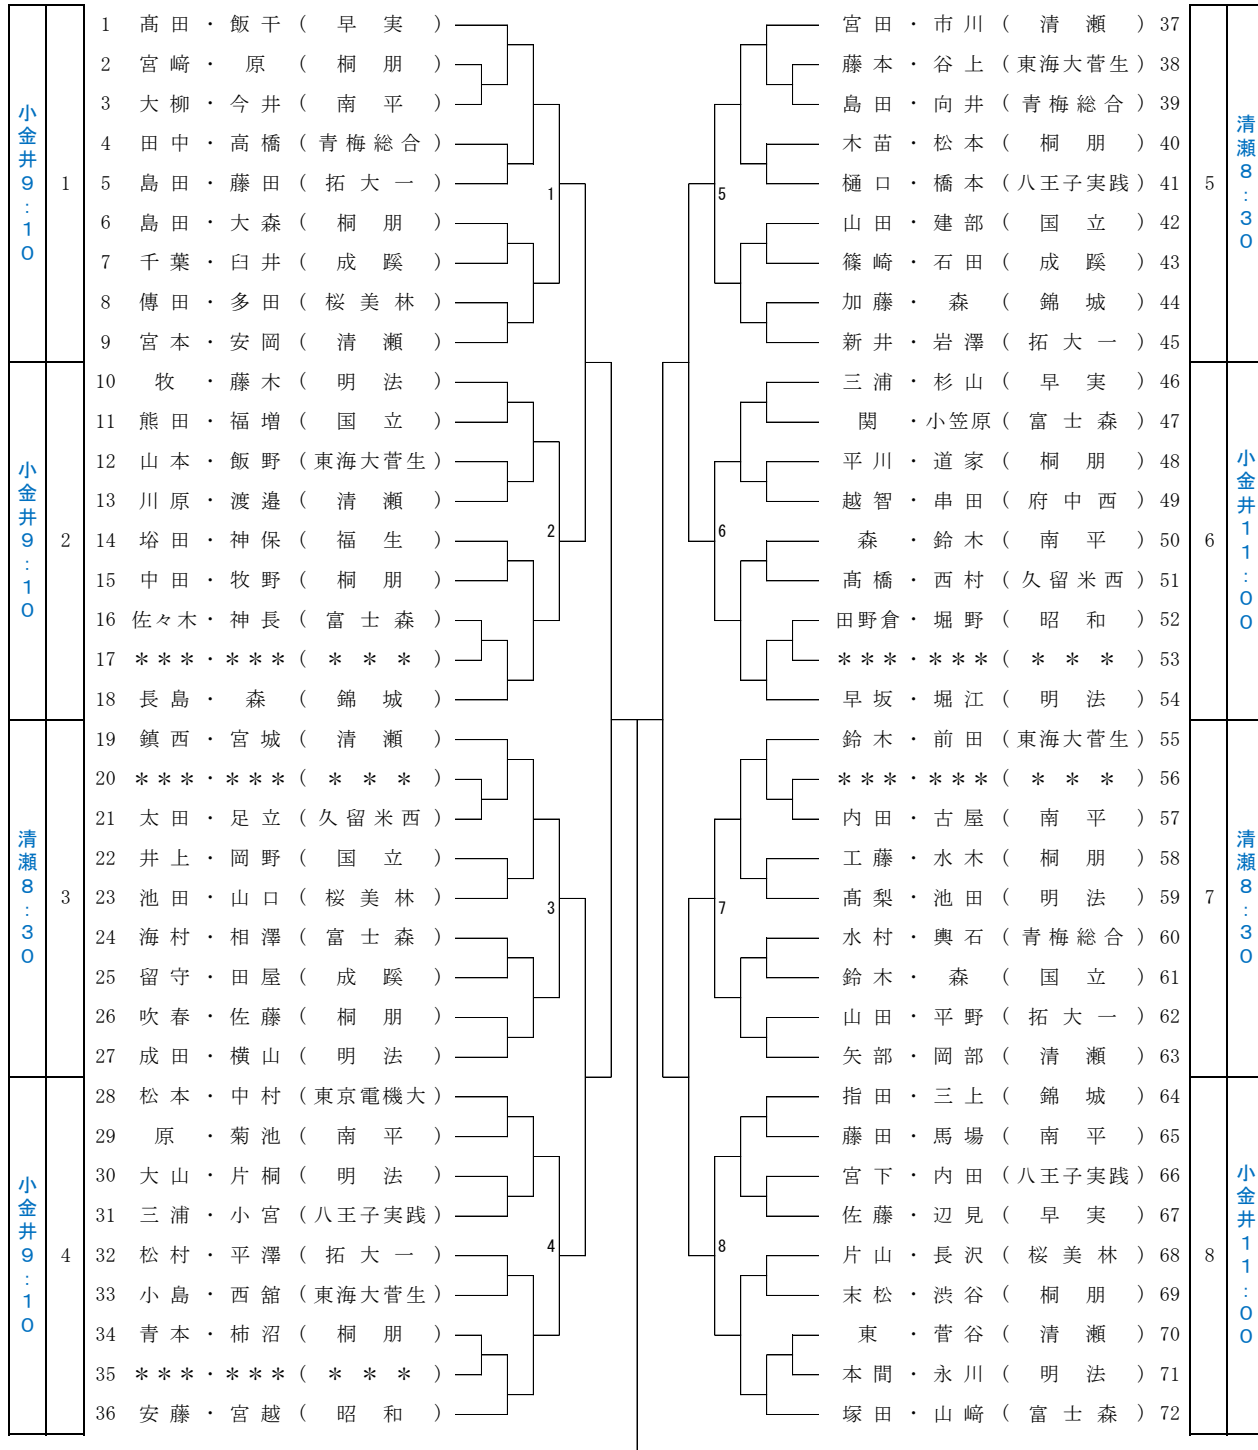 小金井9:10
1
1 髙田・飯干(早実)
2 宮﨑・原(桐朋)
3 大柳・今井(南平)
4 田中・高橋(青梅総合)
5 島田・藤田(拓大一)
6 島田・大森(桐朋)
7 千葉・臼井(成蹊)
8 傳田・多田(桜美林)
9 宮本・安岡(清瀬)
1
小金井9:10
2
10 牧・藤木(明法)
11 熊田・福増(国立)
12 山本・飯野(東海大菅生)
13 川原・渡邉(清瀬)
14 塔田・神保(福生)
15 中田・牧野(桐朋)
16 佐々木・神長(富士森)
17 ***・***(***)
18 長島・森(錦城)
2
清瀬8:30
3
19 鎮西・宮城(清瀬)
20 ***・***(***)
21 太田・足立(久留米西)
22 井上・岡野(国立)
23 池田・山口(桜美林)
24 海村・相澤(富士森)
25 留守・田屋(成蹊)
26 吹春・佐藤(桐朋)
27 成田・横山(明法)
3
小金井9:10
4
28 松本・中村(東京電機大)
29 原・菊池(南平)
30 大山・片桐(明法)
31 三浦・小宮(八王子実践)
32 松村・平澤(拓大一)
33 小島・西舘(東海大菅生)
34 青本・柿沼(桐朋)
35 ***・***(***)
36 安藤・宮越(昭和)
4
宮田・市川(清瀬) 37
藤本・谷上(東海大菅生) 38
島田・向井(青梅総合) 39
木苗・松本(桐朋) 40
樋口・橋本(八王子実践) 41
山田・建部(国立) 42
篠崎・石田(成蹊) 43
加藤・森(錦城) 44
新井・岩澤(拓大一) 45
5
5
清瀬8:30
三浦・杉山(早実) 46
関・小笠原(富士森) 47
平川・道家(桐朋) 48
越智・串田(府中西) 49
森・鈴木(南平) 50
髙橋・西村(久留米西) 51
田野倉・堀野(昭和) 52
***・***(***) 53
早坂・堀江(明法) 54
6
6
小金井11:00
鈴木・前田(東海大菅生) 55
***・***(***) 56
内田・古屋(南平) 57
工藤・水木(桐朋) 58
髙梨・池田(明法) 59
水村・輿石(青梅総合) 60
鈴木・森(国立) 61
山田・平野(拓大一) 62
矢部・岡部(清瀬) 63
7
7
清瀬8:30
指田・三上(錦城) 64
藤田・馬場(南平) 65
宮下・内田(八王子実践) 66
佐藤・辺見(早実) 67
片山・長沢(桜美林) 68
末松・渋谷(桐朋) 69
東・菅谷(清瀬) 70
本間・永川(明法) 71
塚田・山﨑(富士森) 72
8
8
小金井11:00